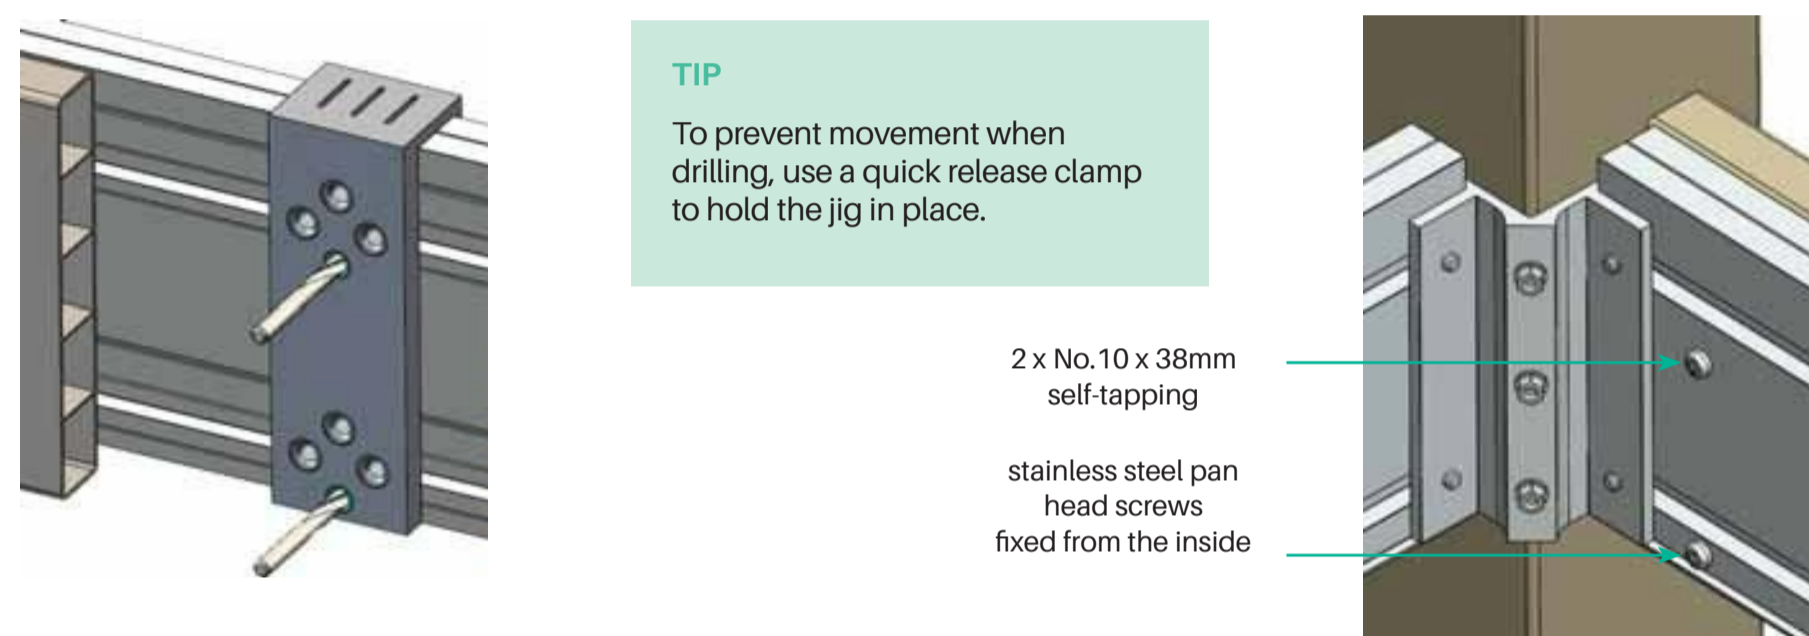 TIP
To prevent movement when
drilling, use a quick release clamp
to hold the jig in place.
2 x No.10 x 38mm
self-tapping
stainless steel pan
head screws
fixed from the inside